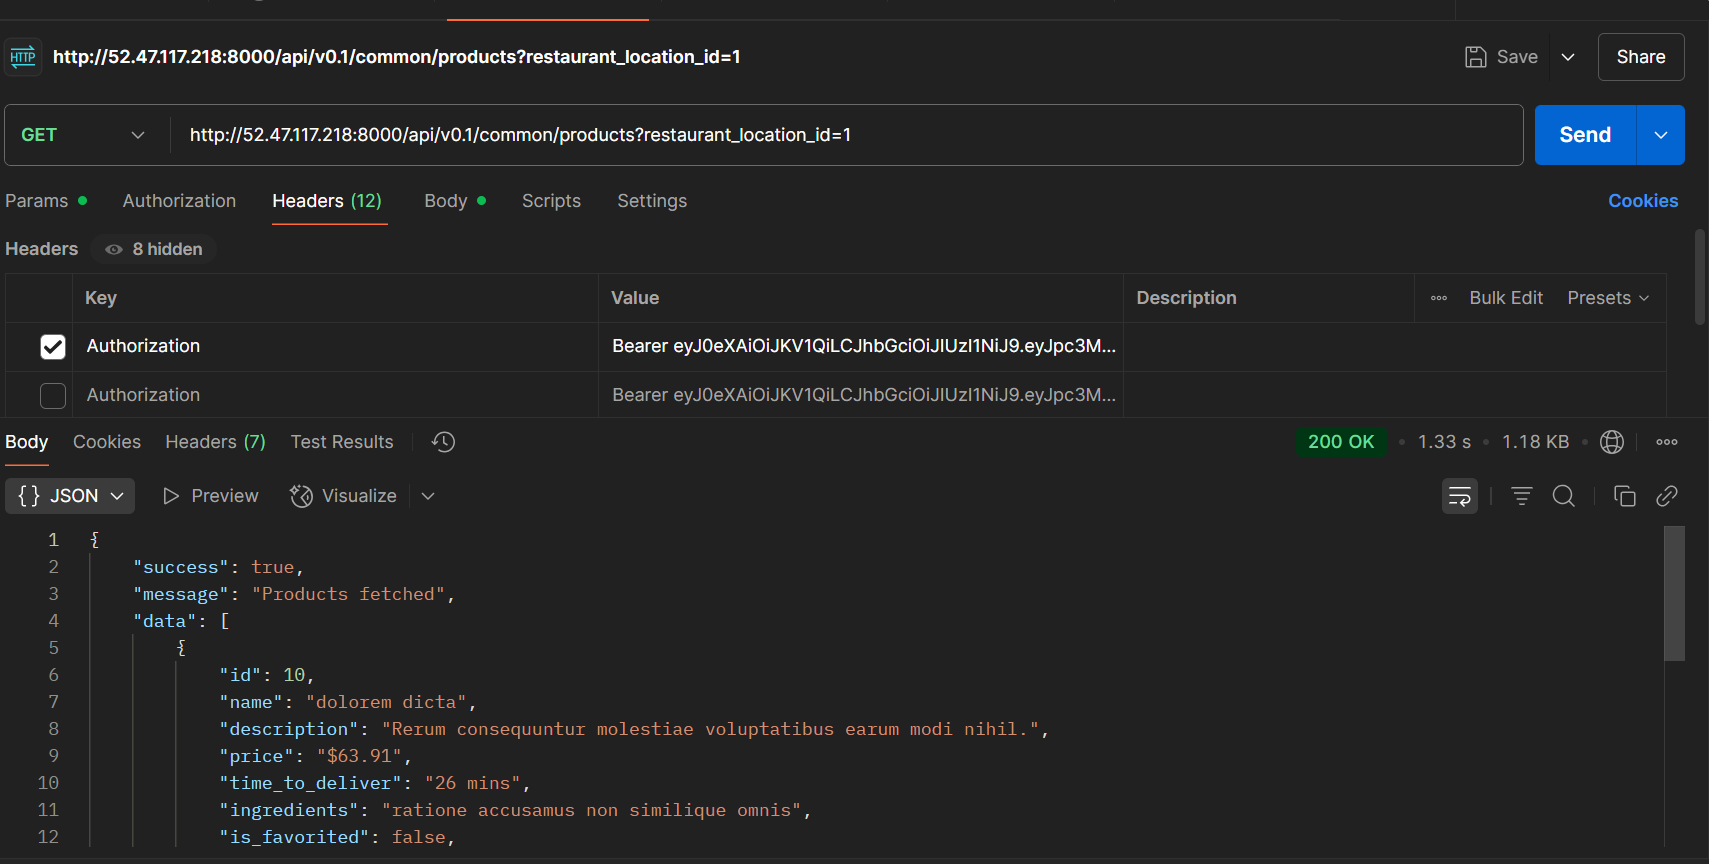 HTTP http://52.47.117.218:8000/api/v0.1/common/products?restaurant_location_id=1 Save Share
GET http://52.47.117.218:8000/api/v0.1/common/products?restaurant_location_id=1 Send
Params Authorization Headers (12) Body Scripts Settings Cookies
Headers 8 hidden
Key Value Description Bulk Edit Presets
Authorization Bearer eyJ0eXAiOiJKV1QiLCJhbGciOiJIUzI1NiJ9.eyJpc3M...
Authorization Bearer eyJ0eXAiOiJKV1QiLCJhbGciOiJIUzI1NiJ9.eyJpc3M...
Body Cookies Headers (7) Test Results 200 OK 1.33 s 1.18 KB
{} JSON Preview Visualize
1 {
2 "success": true,
3 "message": "Products fetched",
4 "data": [
5 {
6 "id": 10,
7 "name": "dolorem dicta",
8 "description": "Rerum consequuntur molestiae voluptatibus earum modi nihil.",
9 "price": "$63.91",
10 "time_to_deliver": "26 mins",
11 "ingredients": "ratione accusamus non similique omnis",
12 "is_favorited": false,